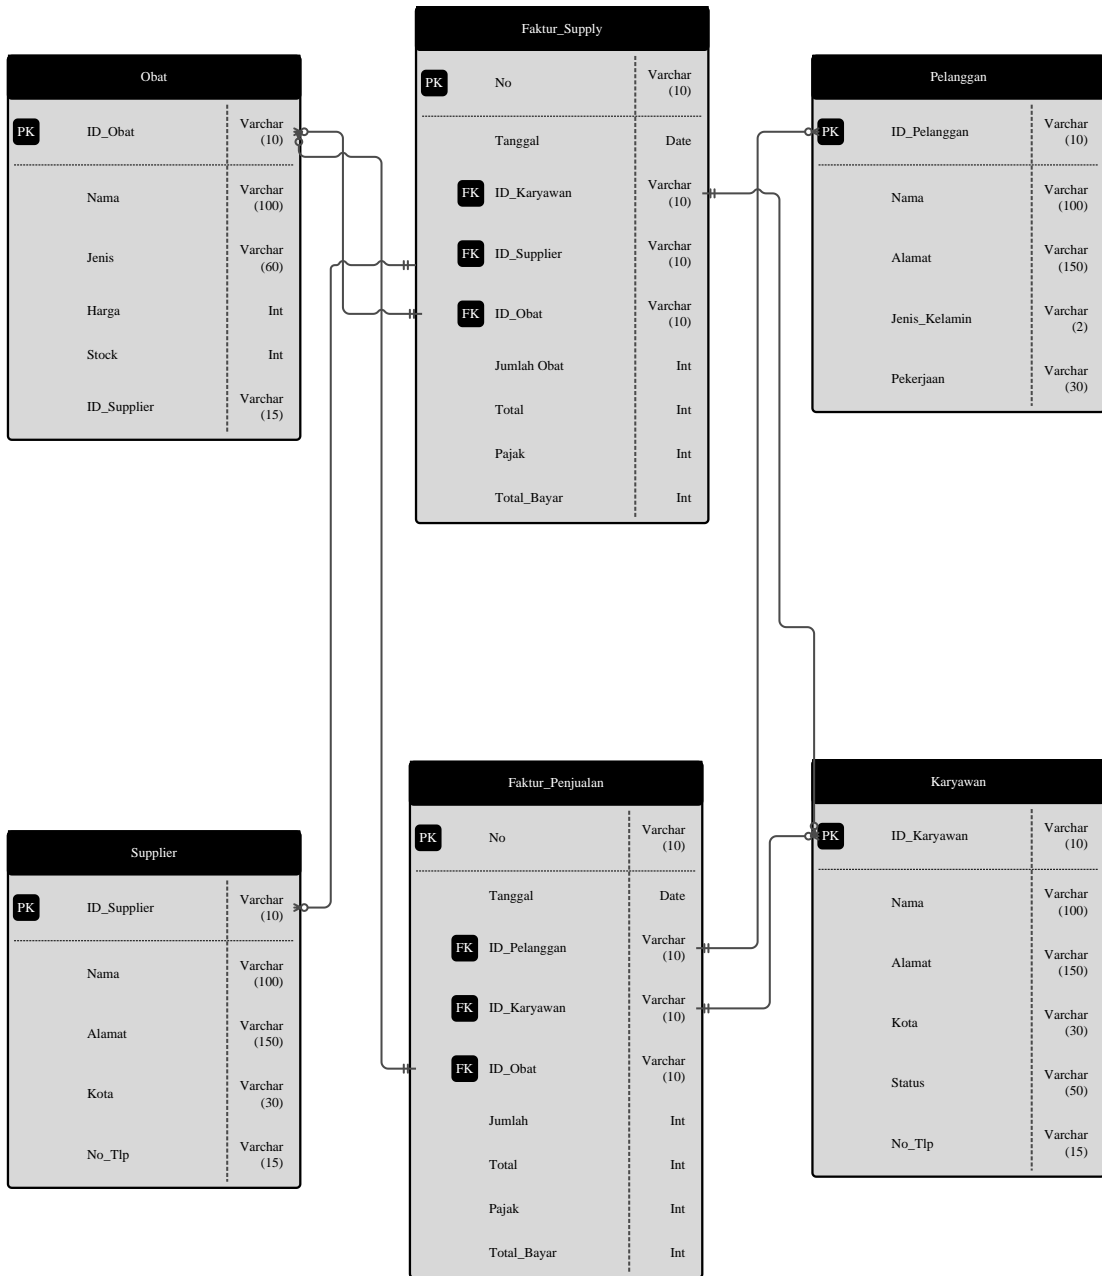 Faktur_Supply
PK No Varchar
(10)
Tanggal Date
FK ID_Karyawan Varchar
(10)
FK ID_Supplier Varchar
(10)
FK ID_Obat Varchar
(10)
Jumlah Obat Int
Total Int
Pajak Int
Total_Bayar Int
Obat
PK ID_Obat Varchar
(10)
Nama Varchar
(100)
Jenis Varchar
(60)
Harga Int
Stock Int
ID_Supplier Varchar
(15)
Pelanggan
PK ID_Pelanggan Varchar
(10)
Nama Varchar
(100)
Alamat Varchar
(150)
Jenis_Kelamin Varchar
(2)
Pekerjaan Varchar
(30)
Supplier
PK ID_Supplier Varchar
(10)
Nama Varchar
(100)
Alamat Varchar
(150)
Kota Varchar
(30)
No_Tlp Varchar
(15)
Faktur_Penjualan
PK No Varchar
(10)
Tanggal Date
FK ID_Pelanggan Varchar
(10)
FK ID_Karyawan Varchar
(10)
FK ID_Obat Varchar
(10)
Jumlah Int
Total Int
Pajak Int
Total_Bayar Int
Karyawan
PK ID_Karyawan Varchar
(10)
Nama Varchar
(100)
Alamat Varchar
(150)
Kota Varchar
(30)
Status Varchar
(50)
No_Tlp Varchar
(15)